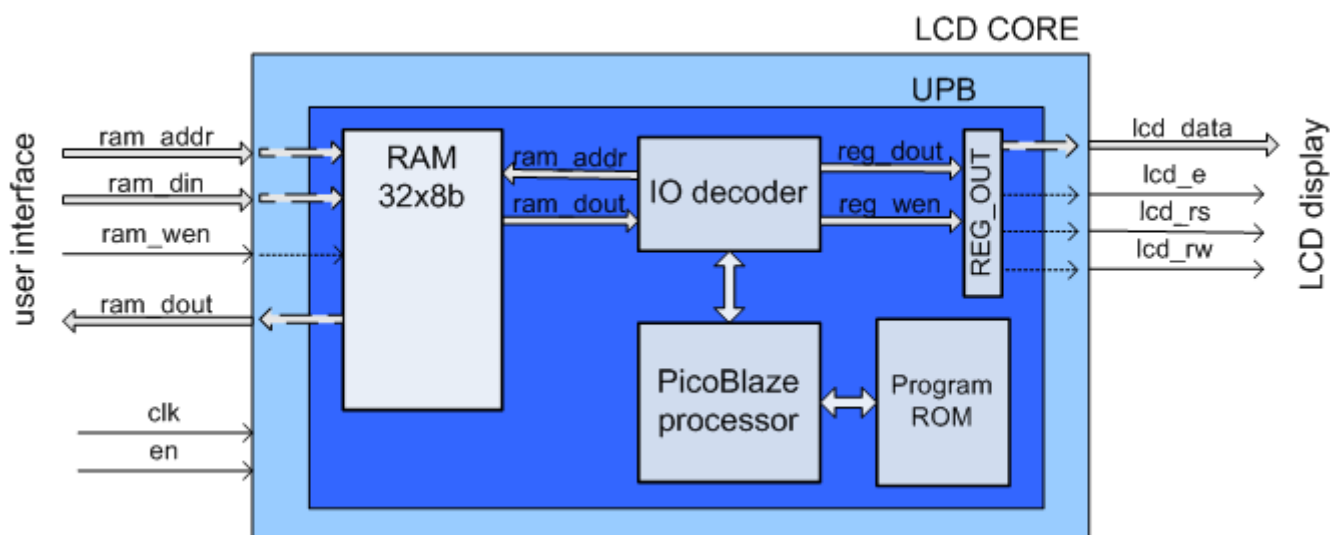 LCD CORE
UPB
user interface
ram_addr
ram_din
ram_wen
ram_dout
clk
en
RAM
32x8b
ram_addr
ram_dout
IO decoder
reg_dout
reg_wen
REG_OUT
PicoBlaze
processor
Program
ROM
lcd_data
lcd_e
lcd_rs
lcd_rw
LCD display